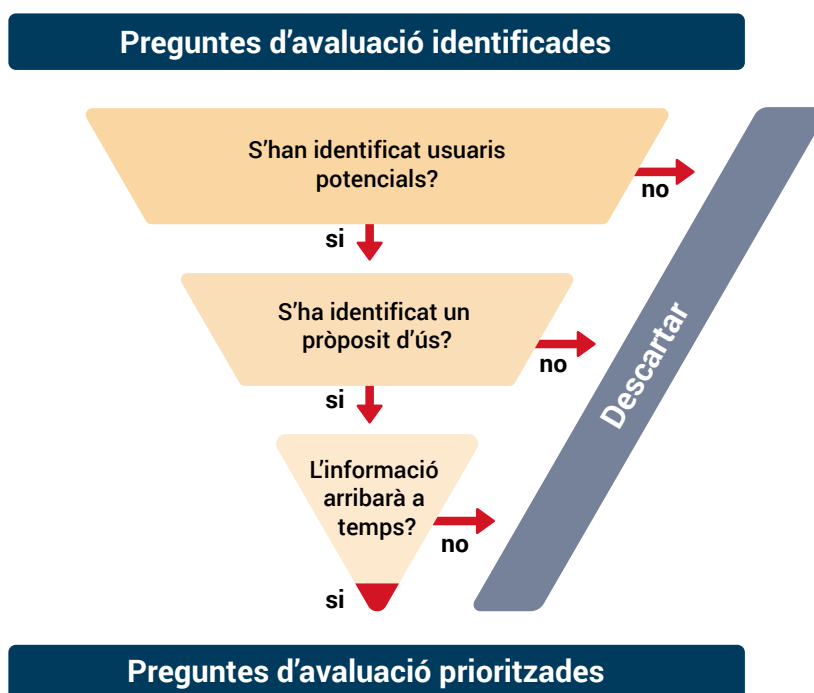 Preguntes d'avaluació identificades
S'han identificat usuaris
potencials?
no
si
S'ha identificat un
pròposit d'ús?
no
si
Descartar
L'informació
arribarà a
temps?
no
si
Preguntes d'avaluació prioritzades